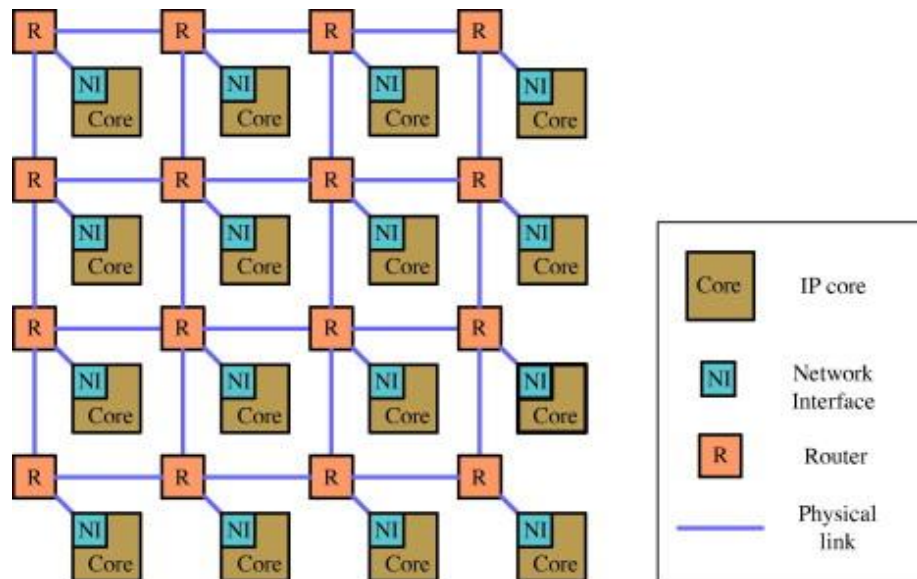 R R R R
NI NI NI NI
Core Core Core Core
R R R R
NI NI NI NI
Core Core Core Core
R R R R
NI NI NI NI
Core Core Core Core
R R R R
NI NI NI NI
Core Core Core Core
Core IP core
NI Network
Interface
R Router
Physical
link